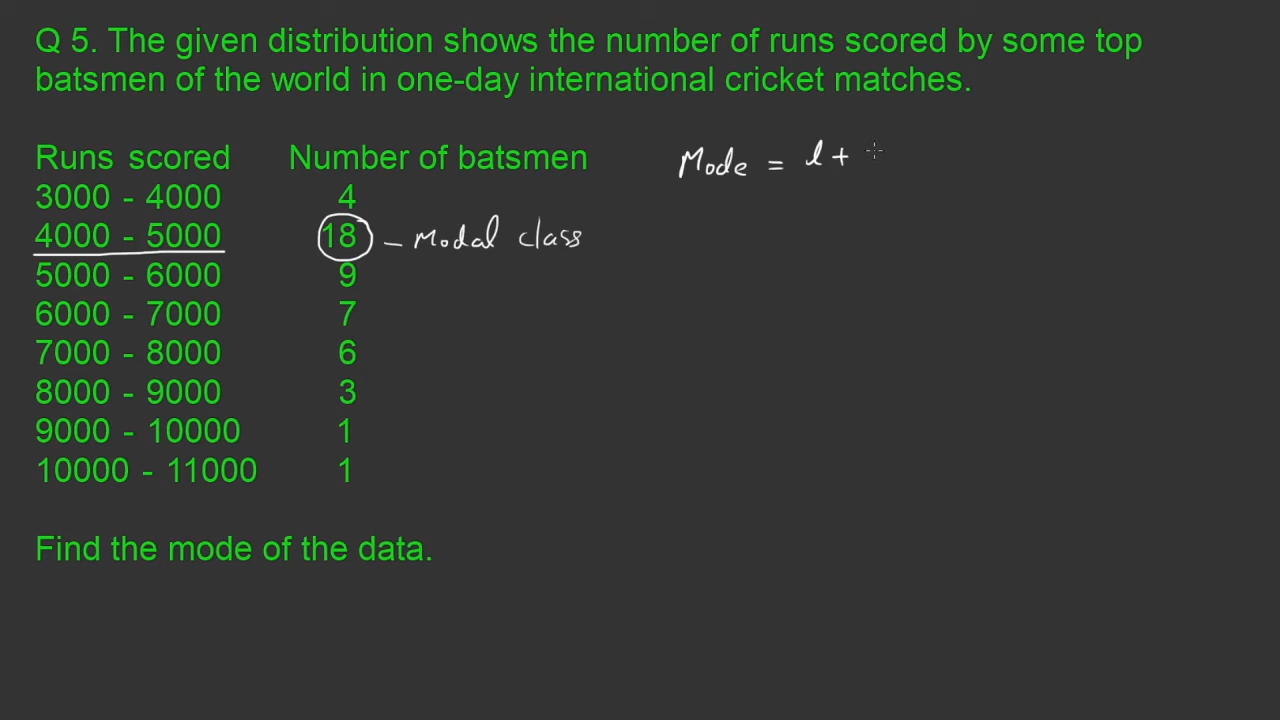 Q 5. The given distribution shows the number of runs scored by some top
batsmen of the world in one-day international cricket matches.
Runs scored Number of batsmen Mode = l +
3000 - 4000 4
4000 - 5000 18 – Modal class
5000 - 6000 9
6000 - 7000 7
7000 - 8000 6
8000 - 9000 3
9000 - 10000 1
10000 - 11000 1
Find the mode of the data.